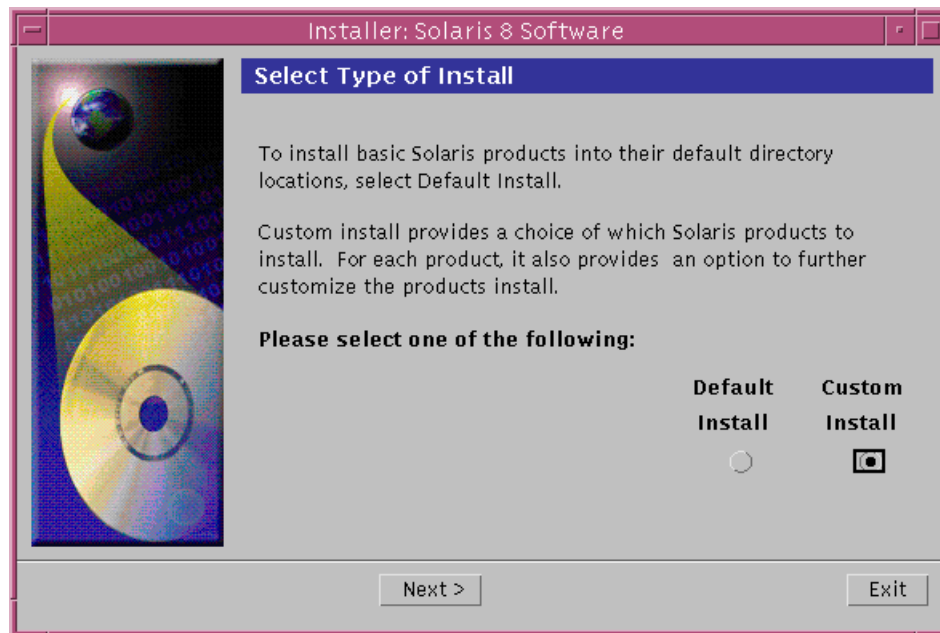 Installer: Solaris 8 Software
Select Type of Install
To install basic Solaris products into their default directory
locations, select Default Install.
Custom install provides a choice of which Solaris products to
install.  For each product, it also provides  an option to further
customize the products install.
Please select one of the following:
Default Custom
Install Install
Next >
Exit